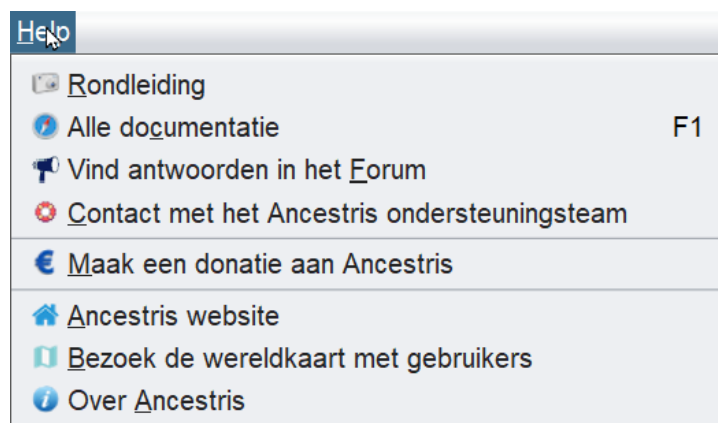 Help
Rondleiding
Alle documentatie F1
Vind antwoorden in het Forum
Contact met het Ancestris ondersteuningsteam
Maak een donatie aan Ancestris
Ancestris website
Bezoek de wereldkaart met gebruikers
Over Ancestris